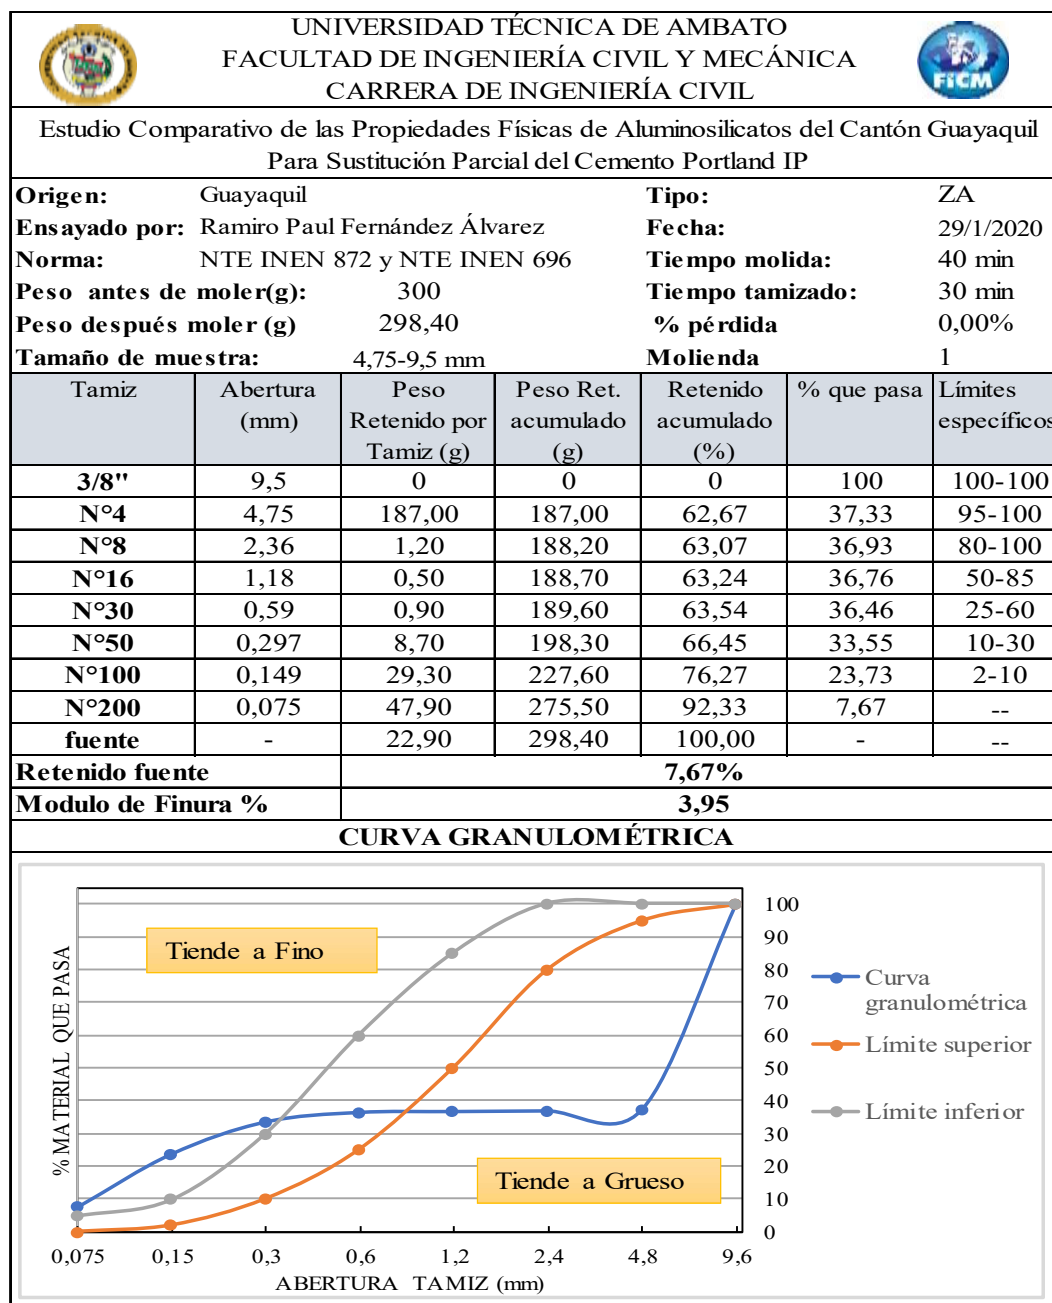 UNIVERSIDAD TÉCNICA DE AMBATO
FACULTAD DE INGENIERÍA CIVIL Y MECÁNICA
CARRERA DE INGENIERÍA CIVIL
FICM
Estudio Comparativo de las Propiedades Físicas de Aluminosilicatos del Cantón Guayaquil
Para Sustitución Parcial del Cemento Portland IP
Origen: Guayaquil Tipo: ZA
Ensayado por: Ramiro Paul Fernández Álvarez Fecha: 29/1/2020
Norma: NTE INEN 872 y NTE INEN 696 Tiempo molida: 40 min
Peso antes de moler(g): 300 Tiempo tamizado: 30 min
Peso después moler (g) 298,40 % pérdida 0,00%
Tamaño de muestra: 4,75-9,5 mm Molienda 1
Tamiz Abertura Peso Peso Ret. Retenido % que pasa Límites
(mm) Retenido por acumulado acumulado específicos
Tamiz (g) (g) (%)
3/8" 9,5 0 0 0 100 100-100
N°4 4,75 187,00 187,00 62,67 37,33 95-100
N°8 2,36 1,20 188,20 63,07 36,93 80-100
N°16 1,18 0,50 188,70 63,24 36,76 50-85
N°30 0,59 0,90 189,60 63,54 36,46 25-60
N°50 0,297 8,70 198,30 66,45 33,55 10-30
N°100 0,149 29,30 227,60 76,27 23,73 2-10
N°200 0,075 47,90 275,50 92,33 7,67 --
fuente - 22,90 298,40 100,00 - --
Retenido fuente 7,67%
Modulo de Finura % 3,95
CURVA GRANULOMÉTRICA
% MATERIAL QUE PASA
Tiende a Fino
Tiende a Grueso
100
90
80
70
60
50
40
30
20
10
0
0,075 0,15 0,3 0,6 1,2 2,4 4,8 9,6
ABERTURA TAMIZ (mm)
Curva
granulométrica
Límite superior
Límite inferior